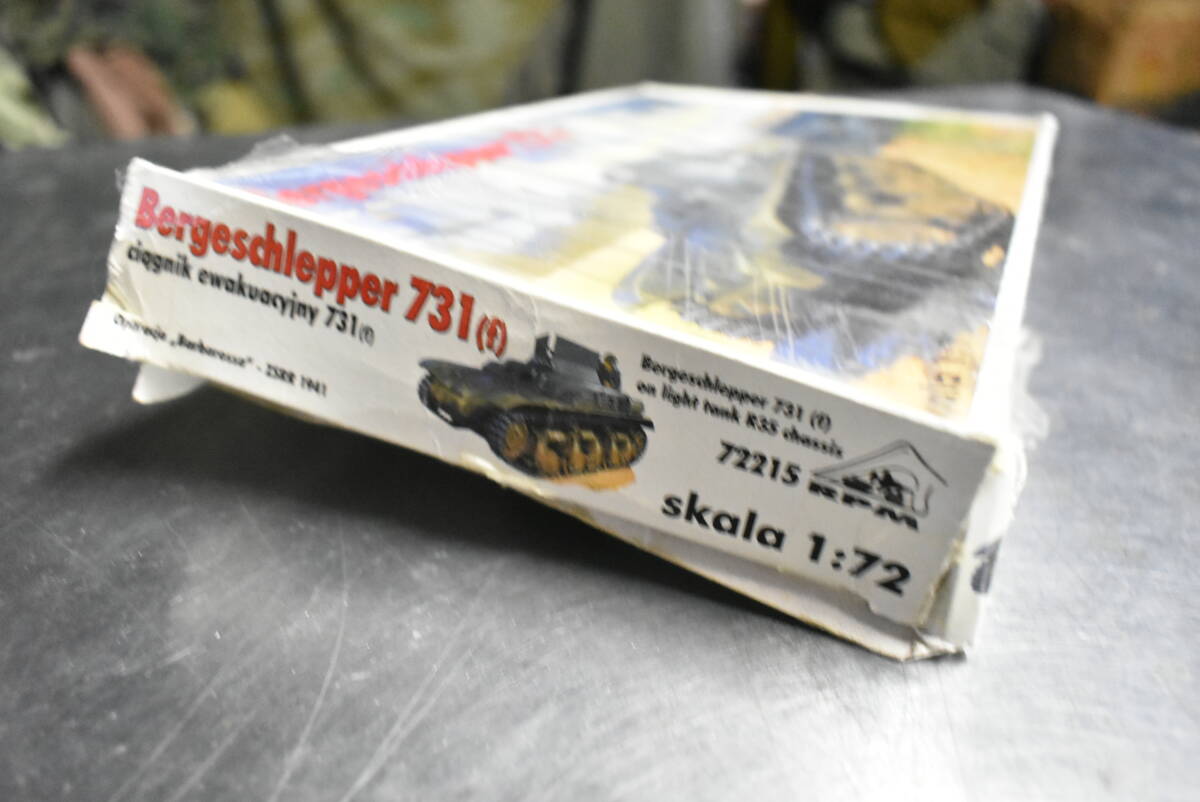 Bergeschlepper 731(f)
ciągnik ewakuacyjny 731(f)
Operacja „Barbarossa" - ZSRR 1941
Bergeschlepper 731 (f)
on light tank R35 chassis
72215
RPM
skala 1:72